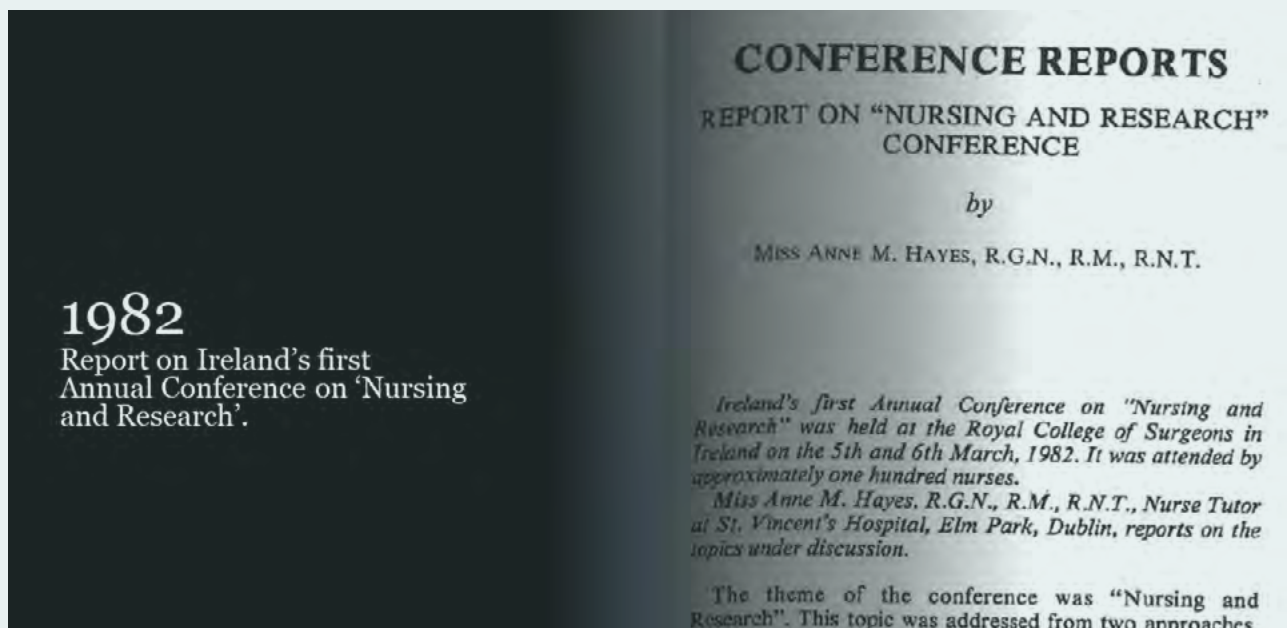 1982
Report on Ireland’s first
Annual Conference on ‘Nursing
and Research’.
CONFERENCE REPORTS
REPORT ON “NURSING AND RESEARCH”
CONFERENCE
by
MISS ANNE M. HAYES, R.G.N., R.M., R.N.T.
Ireland's first Annual Conference on "Nursing and
Research" was held at the Royal College of Surgeons in
Ireland on the 5th and 6th March, 1982. It was attended by
approximately one hundred nurses.
Miss Anne M. Hayes, R.G.N., R.M., R.N.T., Nurse Tutor
at St. Vincent's Hospital, Elm Park, Dublin, reports on the
topics under discussion.
The theme of the conference was “Nursing and
Research”. This topic was addressed from two approaches,